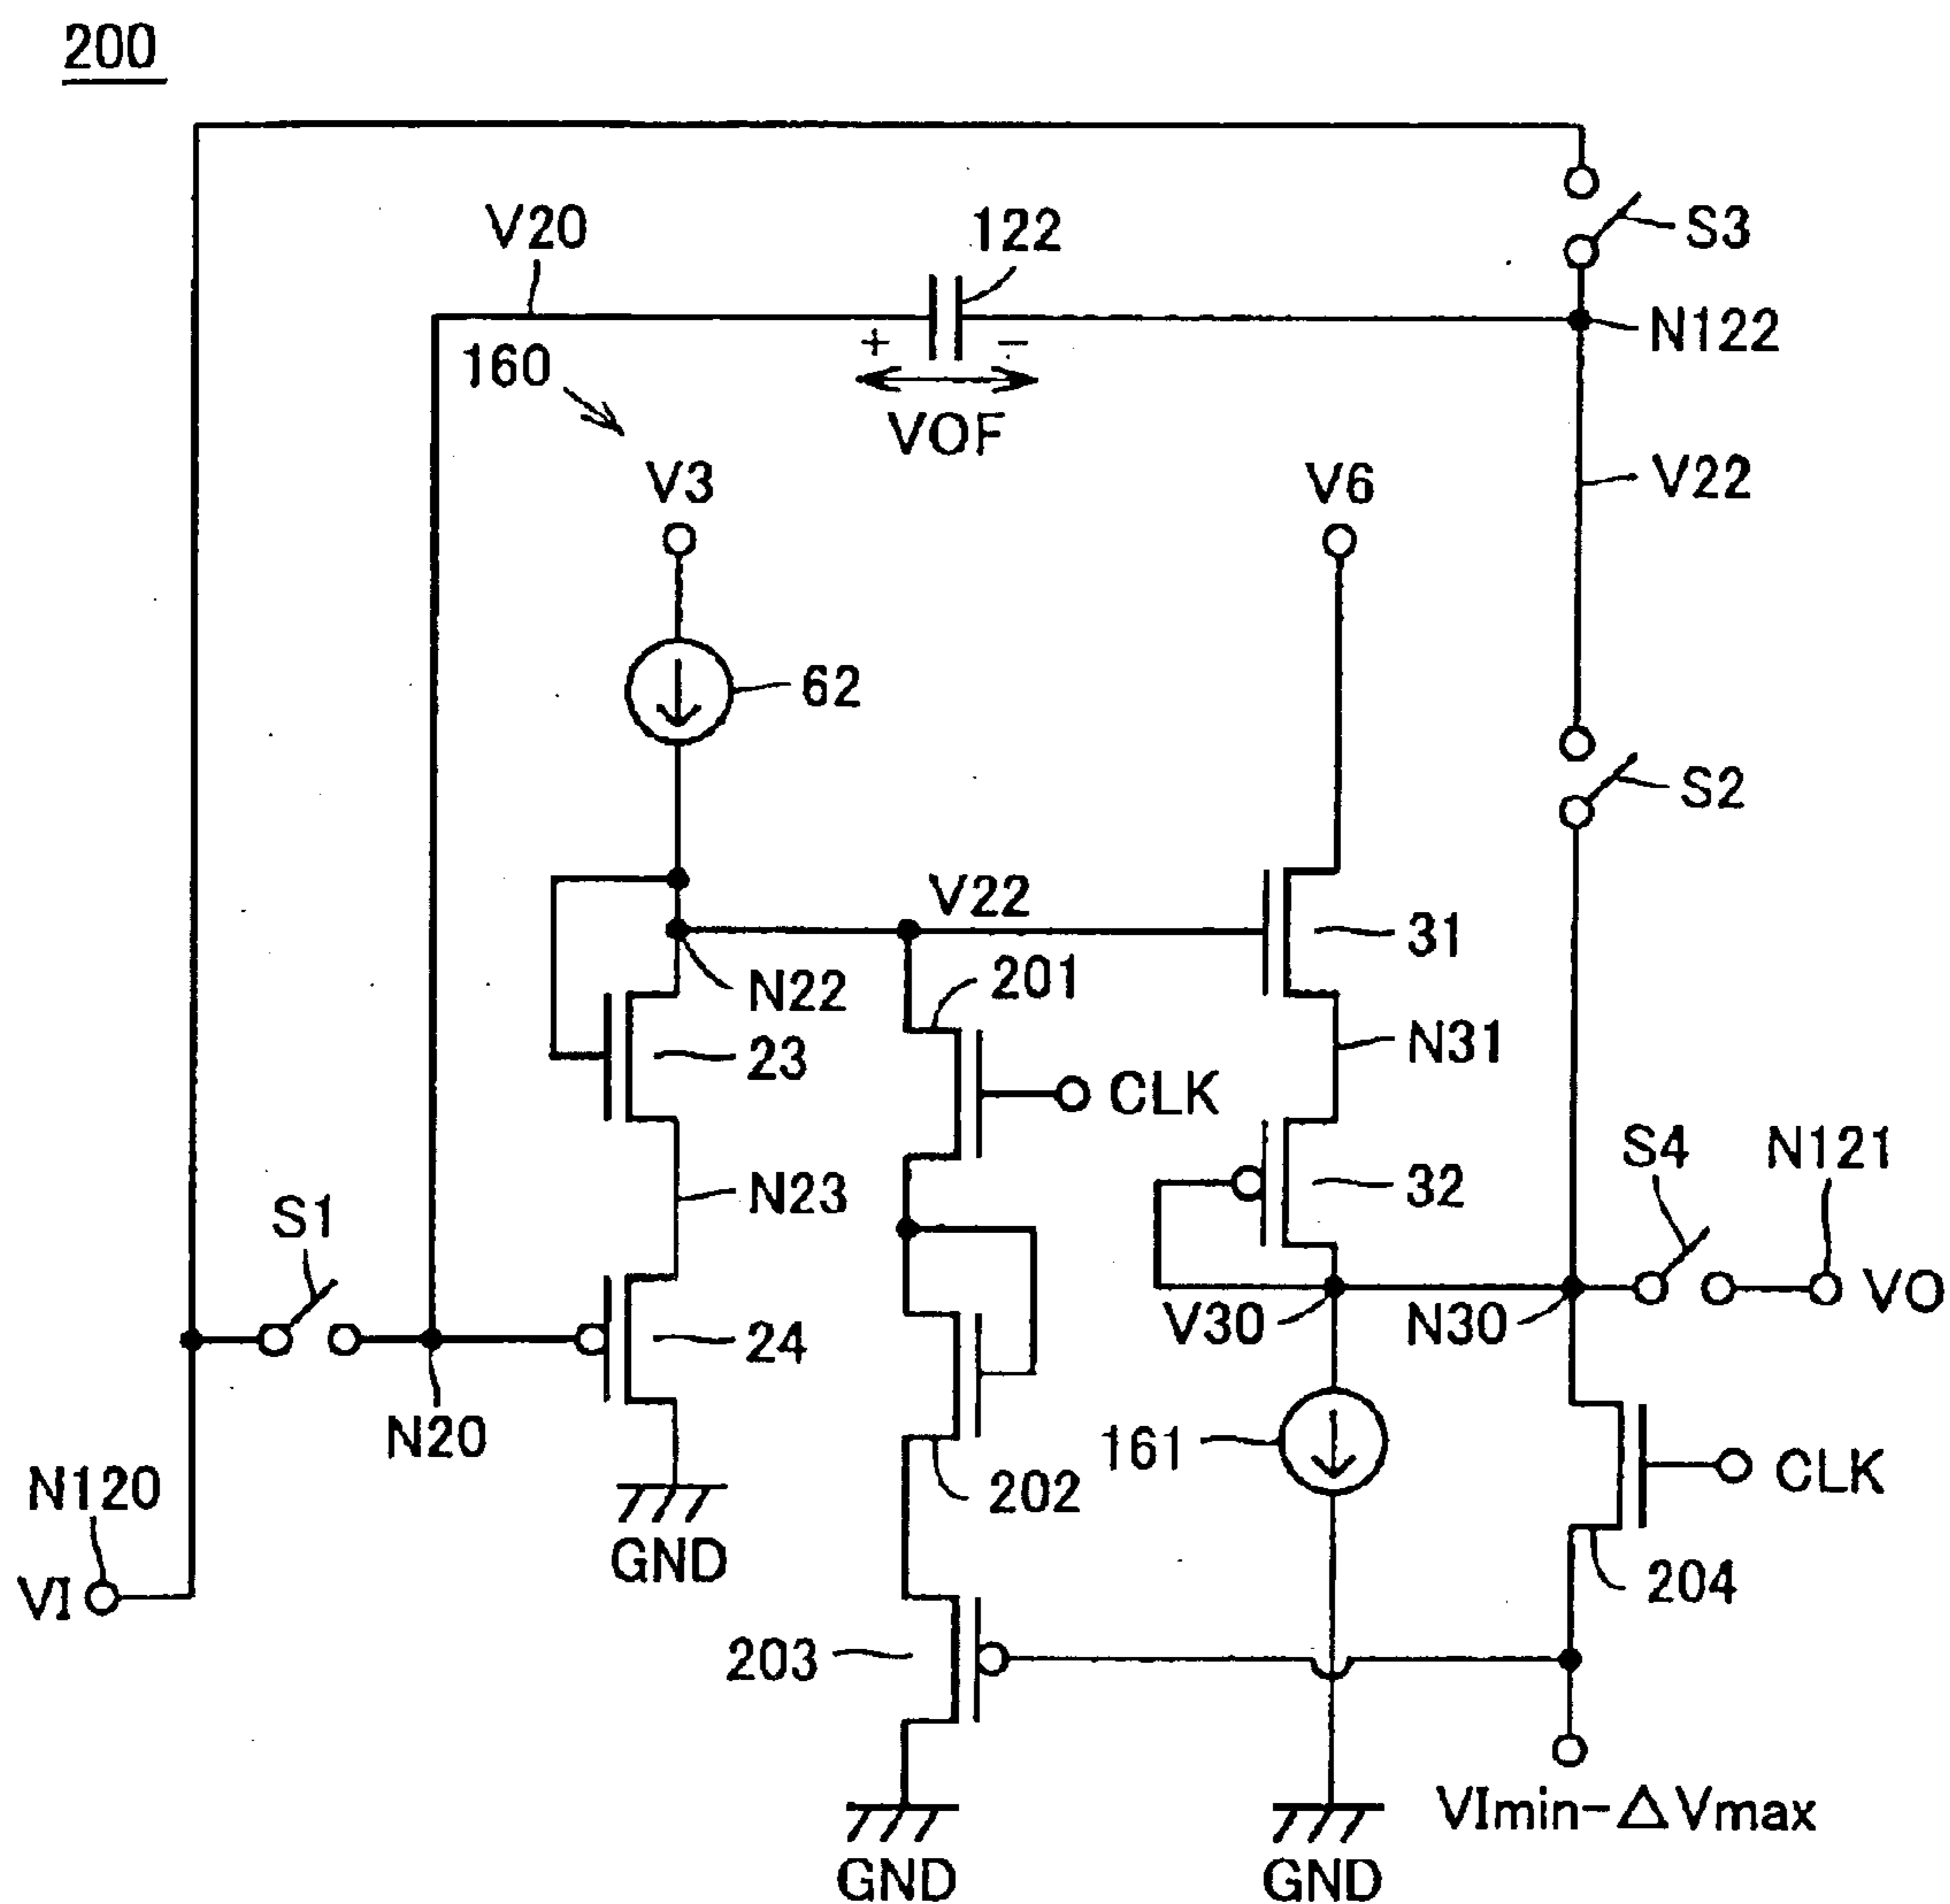 200
S3
V20
122
N122
+
−
160
VOF
V3
V6
V22
62
S2
V22
31
N22
201
23
CLK
N31
N23
32
S4
N121
S1
24
V30
N30
VO
N20
161
N120
202
CLK
GND
VI
204
203
VImin-△Vmax
GND
GND